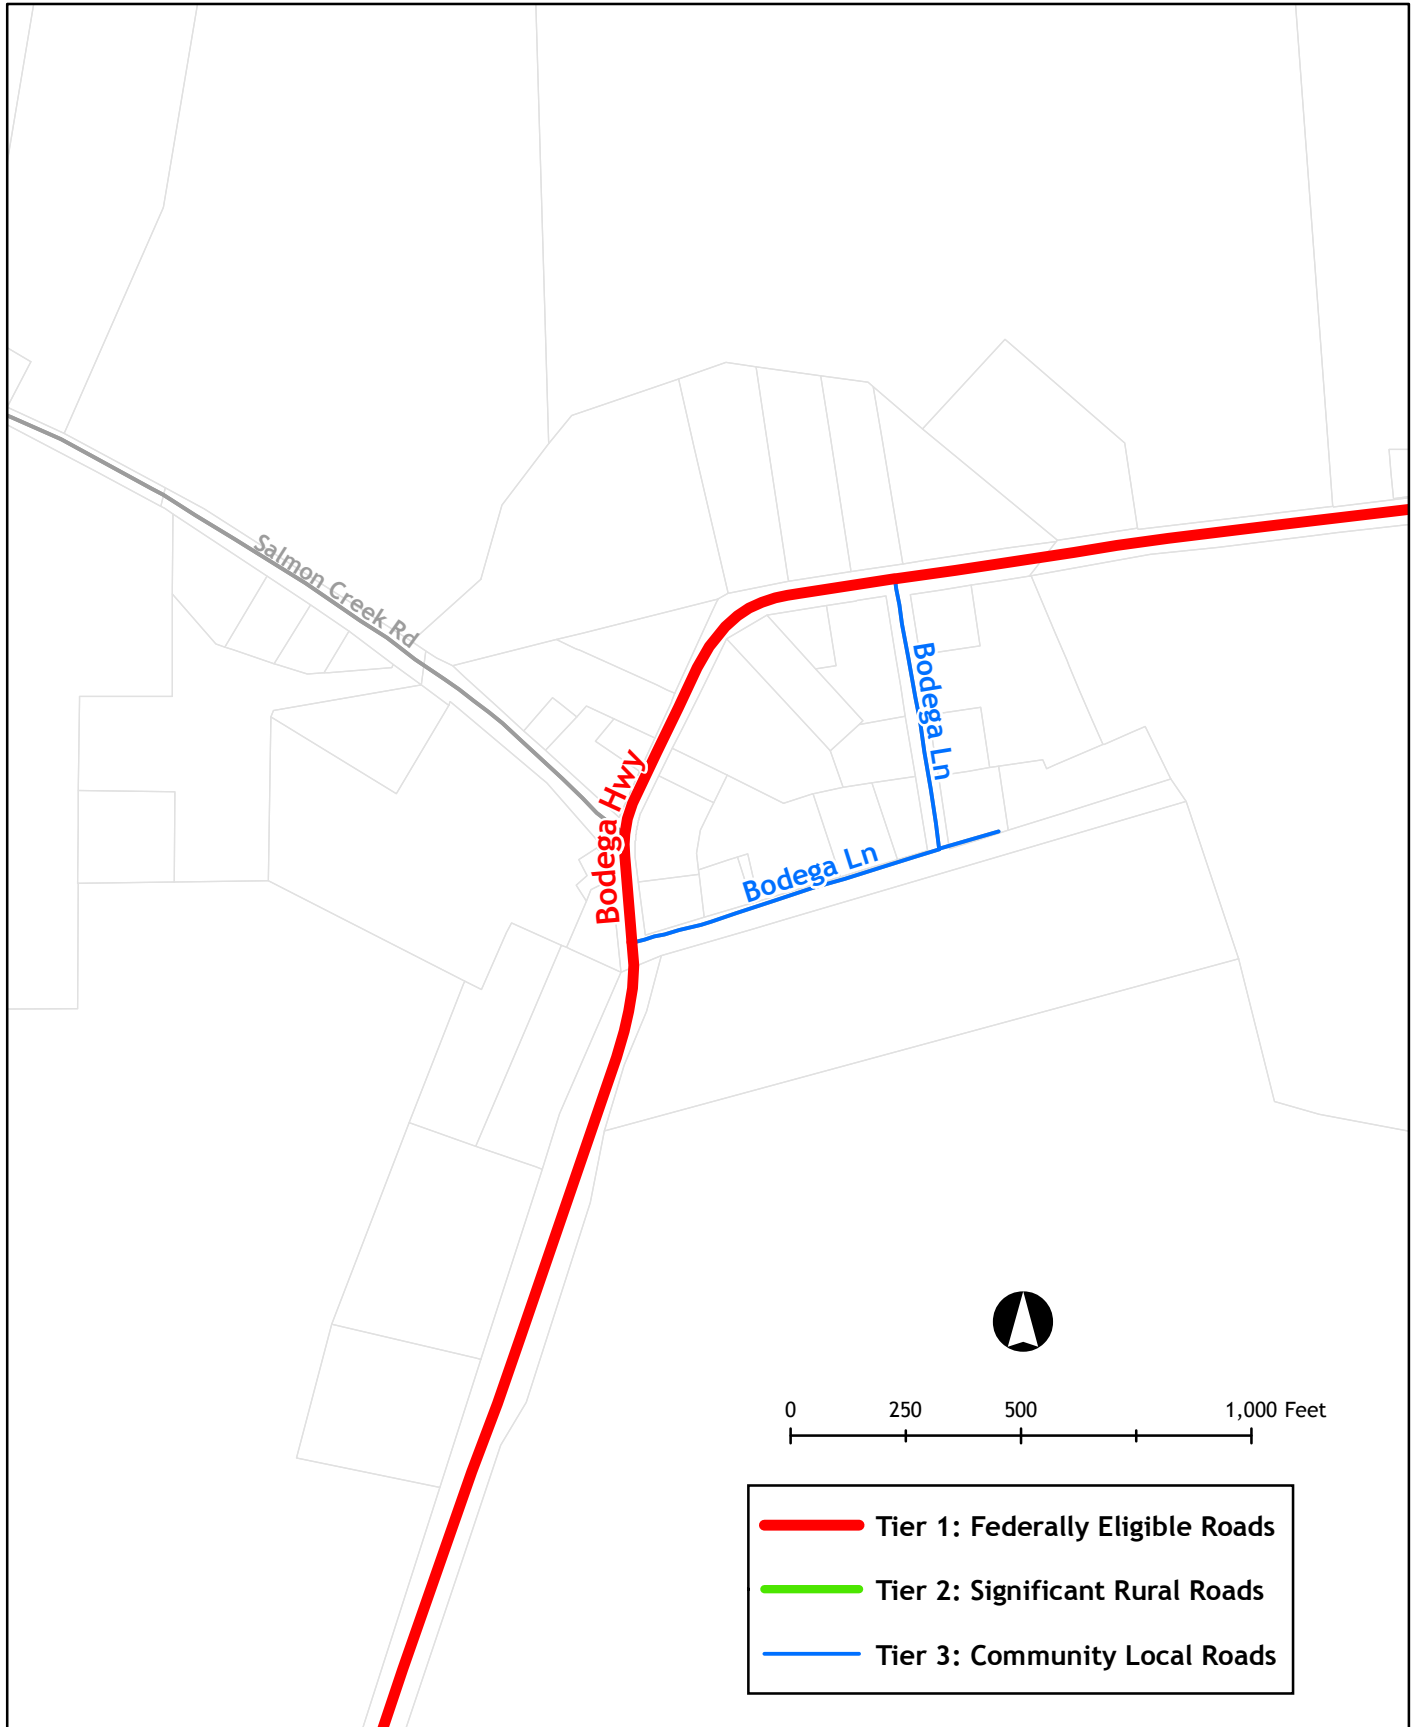 Salmon Creek Rd
Bodega Ln
Bodega Hwy
Bodega Ln
0 250 500 1,000 Feet
Tier 1: Federally Eligible Roads
Tier 2: Significant Rural Roads
Tier 3: Community Local Roads